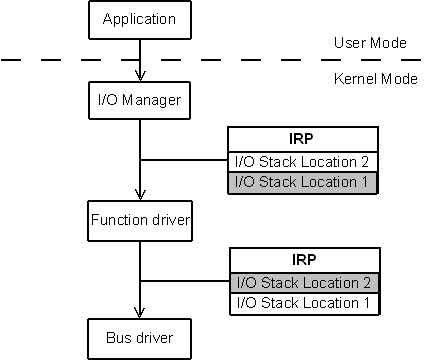 Application
User Mode
Kernel Mode
I/O Manager
IRP
I/O Stack Location 2
I/O Stack Location 1
Function driver
IRP
I/O Stack Location 2
I/O Stack Location 1
Bus driver